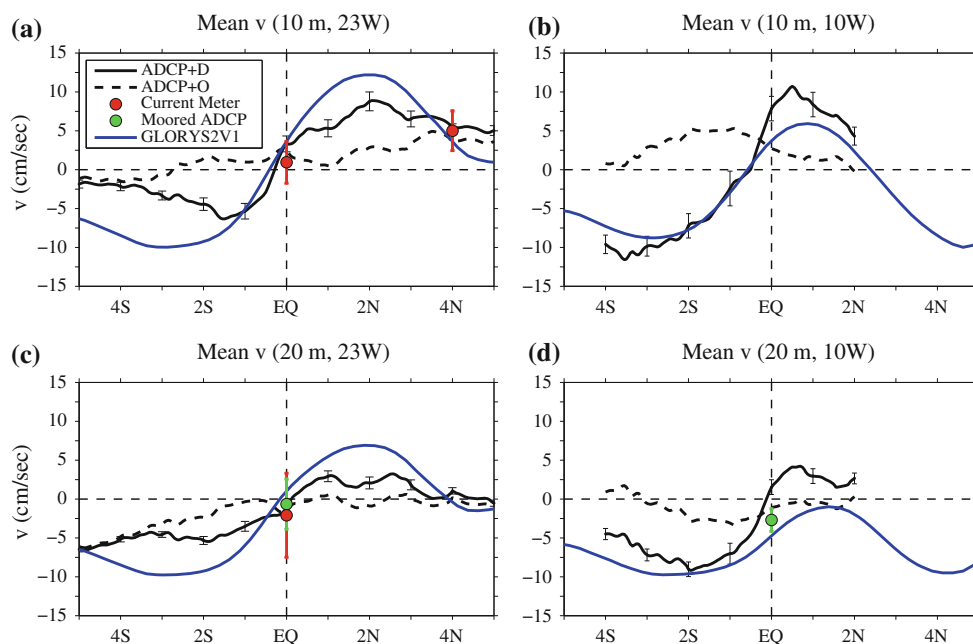 (a) Mean v (10 m, 23W)
(b) Mean v (10 m, 10W)
15
10
5
0
−5
−10
−15
v (cm/sec)
ADCP+D
ADCP+O
Current Meter
Moored ADCP
GLORYS2V1
4S 2S EQ 2N 4N
15
10
5
0
−5
−10
−15
4S 2S EQ 2N 4N
(c) Mean v (20 m, 23W)
(d) Mean v (20 m, 10W)
15
10
5
0
−5
−10
−15
v (cm/sec)
4S 2S EQ 2N 4N
15
10
5
0
−5
−10
−15
4S 2S EQ 2N 4N